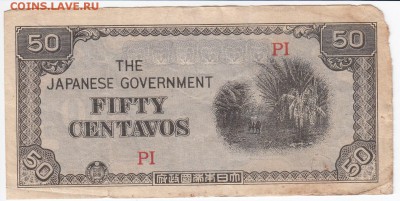 COINS.ЛАВЕ.RU
50
50
PI
THE
JAPANESE GOVERNMENT
FIFTY
CENTAVOS
PI
50
府政國帝本日大
50